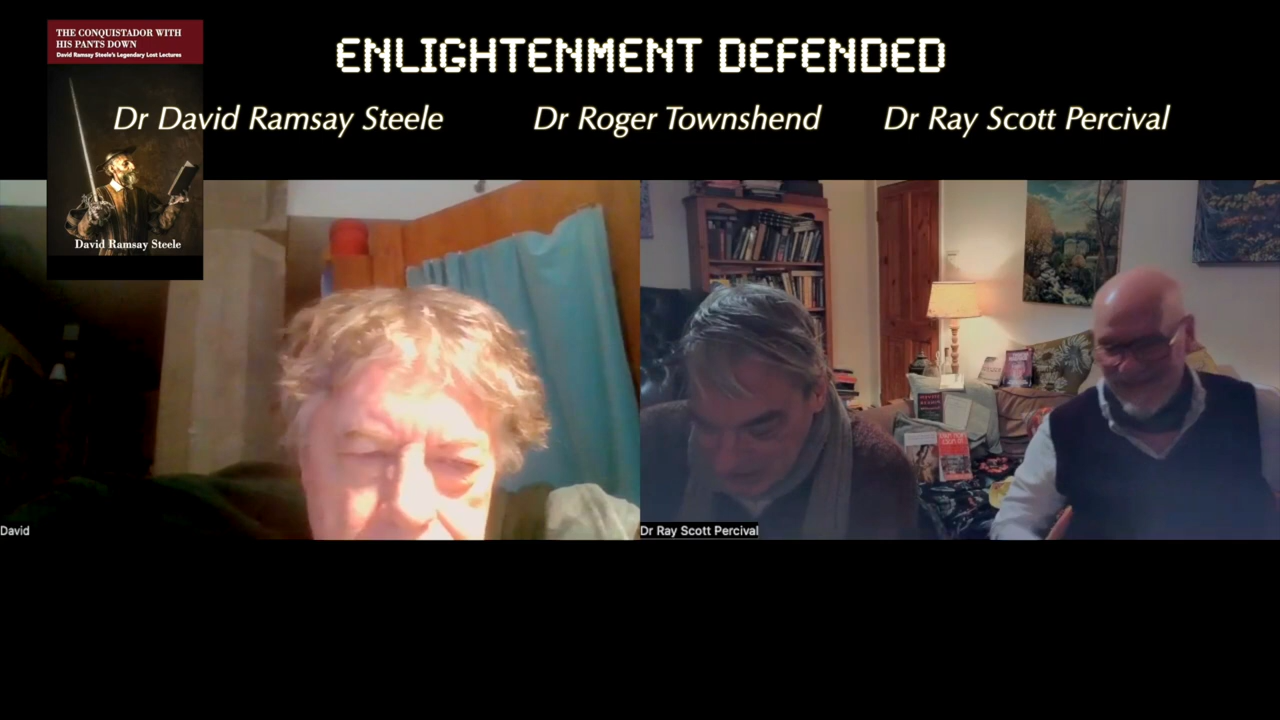 THE CONQUISTADOR WITH
HIS PANTS DOWN
David Ramsay Steele's Legendary Lost Lectures
ENLIGHTENMENT DEFENDED
Dr David Ramsay Steele
Dr Roger Townshend
Dr Ray Scott Percival
David Ramsay Steele
David
Dr Ray Scott Percival